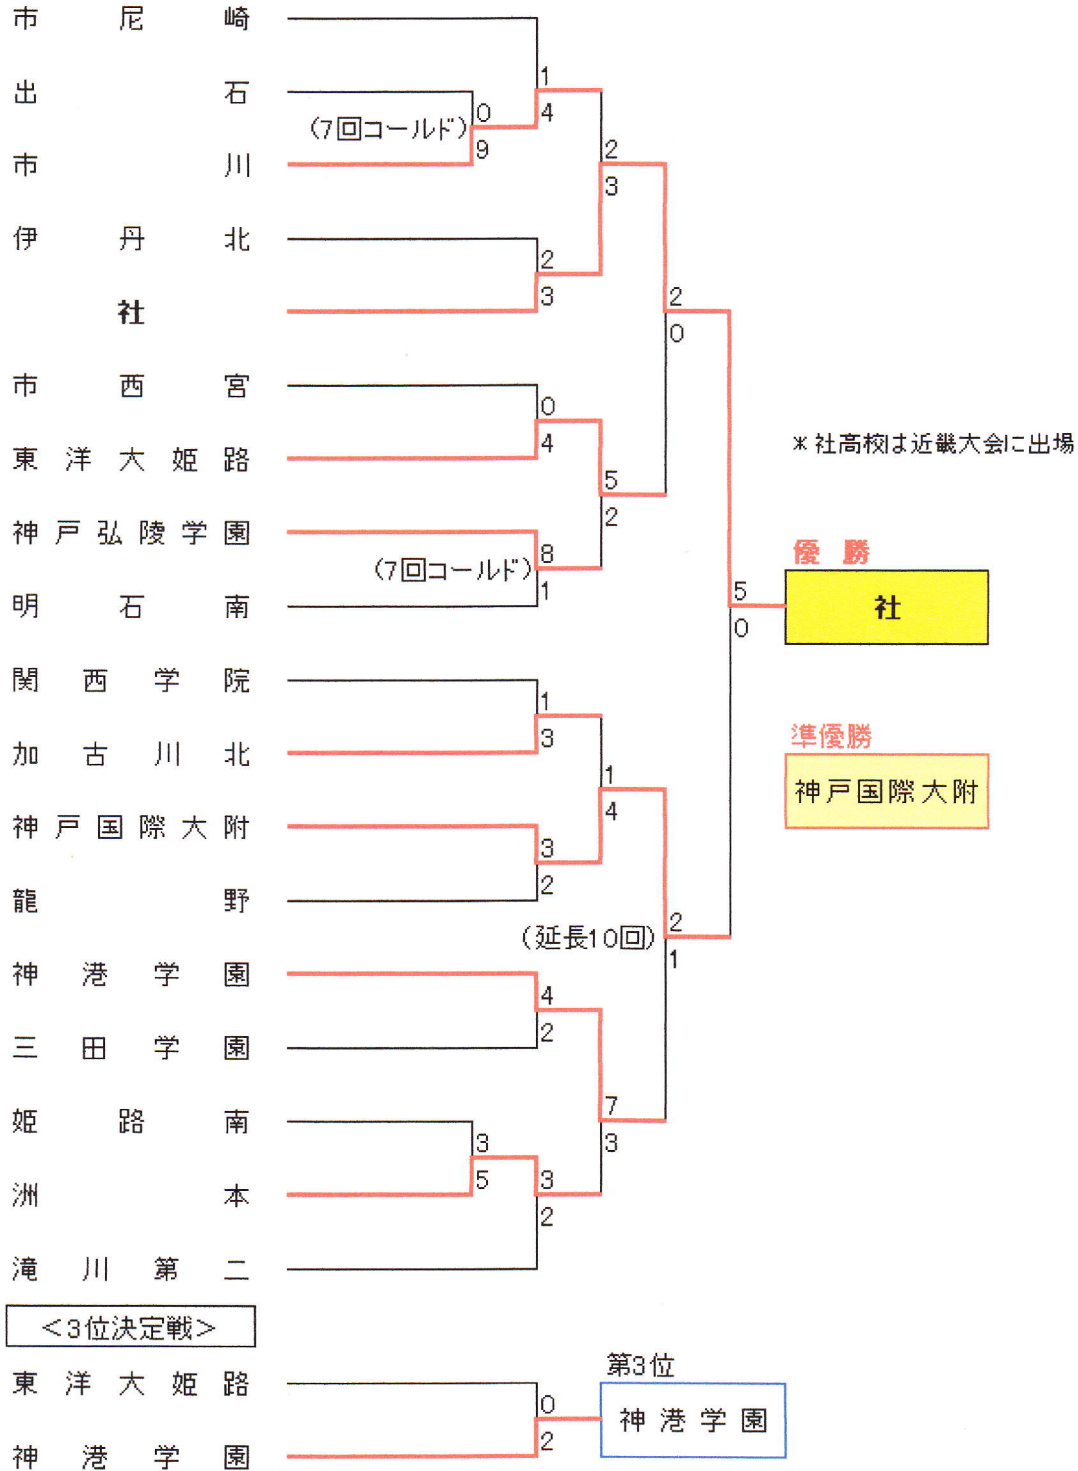 市尼崎
1
出石
0
4
(7回コールド)
9
市川
2
3
伊丹北
2
3
社
2
0
市西宮
0
4
東洋大姫路
*社高校は近畿大会に出場
5
2
神戸弘陵学園
8
(7回コールド)
1
明石南
優勝
5
社
0
関西学院
1
3
加古川北
準優勝
1
4
神戸国際大附
神戸国際大附
3
2
龍野
2
(延長10回)
1
神港学園
4
2
三田学園
7
3
姫路南
3
5
3
洲本
2
滝川第二
<3位決定戦>
東洋大姫路
第3位
0
神港学園
2
神港学園